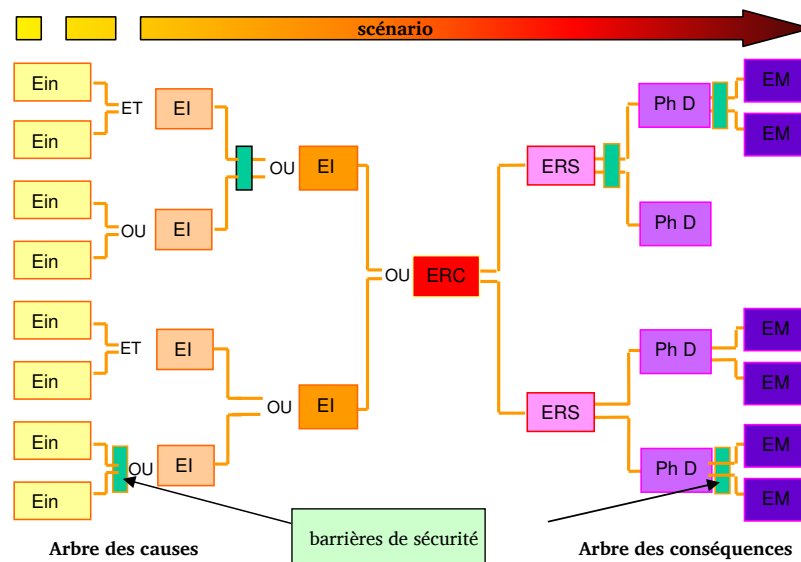 scénario
Ein
Ein
ET
EI
Ein
Ein
OU
EI
OU
EI
Ein
Ein
ET
EI
Ein
Ein
OU
EI
OU
EI
OU
ERC
ERS
Ph D
EM
EM
Ph D
ERS
Ph D
EM
EM
Ph D
EM
EM
Arbre des causes
barrières de sécurité
Arbre des conséquences